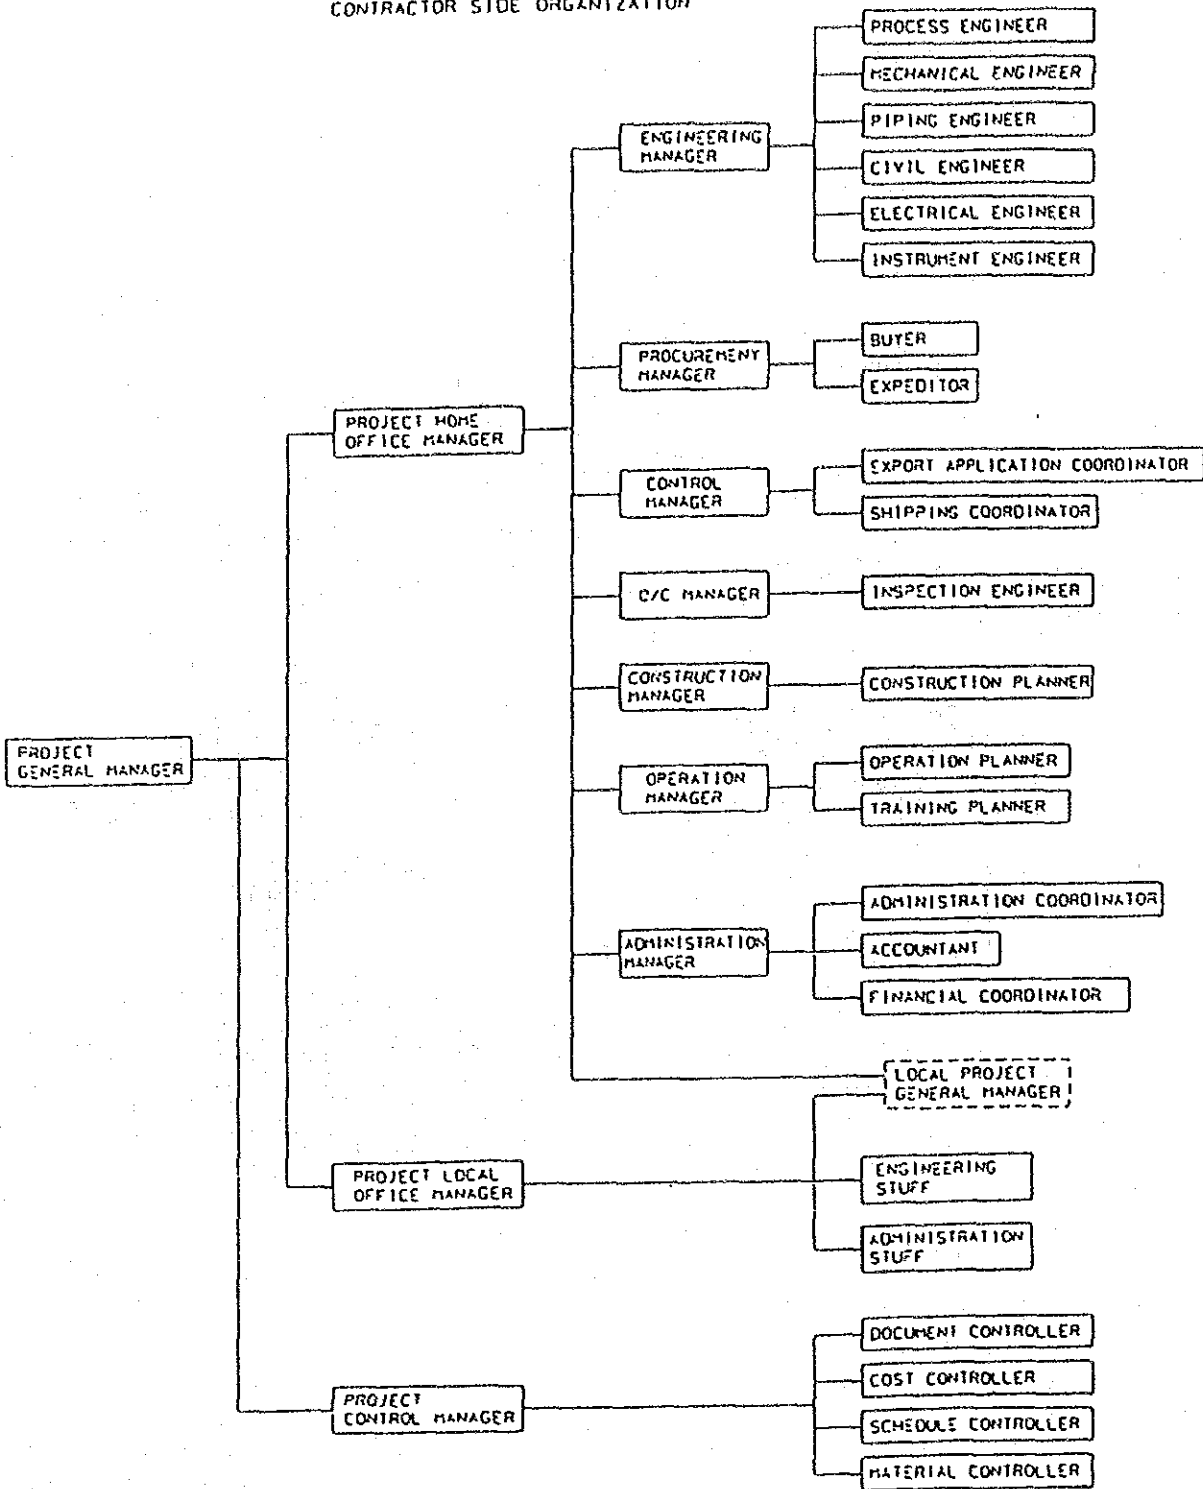 CONTRACTOR SIDE ORGANIZATION
PROCESS ENGINEER
MECHANICAL ENGINEER
PIPING ENGINEER
CIVIL ENGINEER
ELECTRICAL ENGINEER
INSTRUMENT ENGINEER
ENGINEERING
MANAGER
BUYER
EXPEDITOR
PROCUREMENT
MANAGER
PROJECT HOME
OFFICE MANAGER
EXPORT APPLICATION COORDINATOR
SHIPPING COORDINATOR
CONTROL
MANAGER
Q/C MANAGER
INSPECTION ENGINEER
CONSTRUCTION
MANAGER
CONSTRUCTION PLANNER
PROJECT
GENERAL MANAGER
OPERATION
MANAGER
OPERATION PLANNER
TRAINING PLANNER
ADMINISTRATION
MANAGER
ADMINISTRATION COORDINATOR
ACCOUNTANT
FINANCIAL COORDINATOR
LOCAL PROJECT
GENERAL MANAGER
PROJECT LOCAL
OFFICE MANAGER
ENGINEERING
STUFF
ADMINISTRATION
STUFF
PROJECT
CONTROL MANAGER
DOCUMENT CONTROLLER
COST CONTROLLER
SCHEDULE CONTROLLER
MATERIAL CONTROLLER